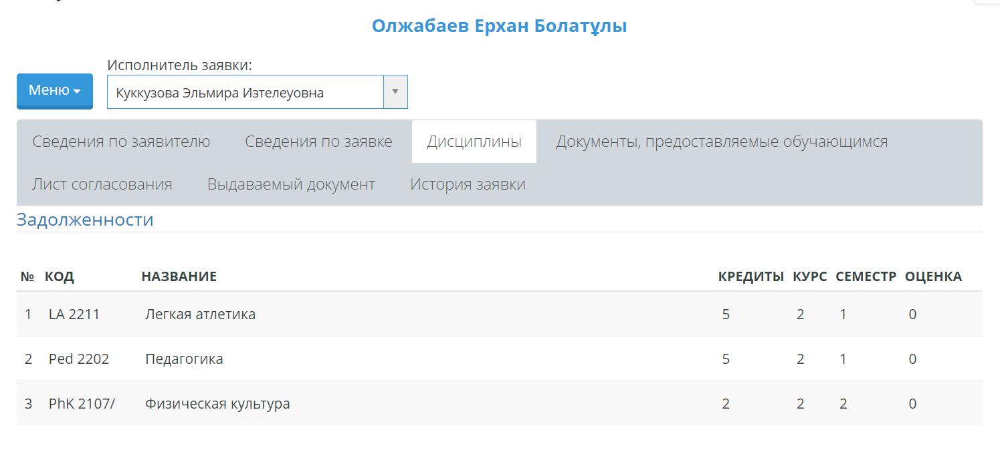 Олжабаев Ерхан Болатұлы
Исполнитель заявки:
Меню
Куккузова Эльмира Изтелеуовна
Сведения по заявителю Сведения по заявке Дисциплины Документы, предоставляемые обучающимся
Лист согласования Выдаваемый документ История заявки
Задолженности
№ КОД НАЗВАНИЕ КРЕДИТЫ КУРС СЕМЕСТР ОЦЕНКА
1 LA 2211 Легкая атлетика 5 2 1 0
2 Ped 2202 Педагогика 5 2 1 0
3 PhK 2107/ Физическая культура 2 2 2 0